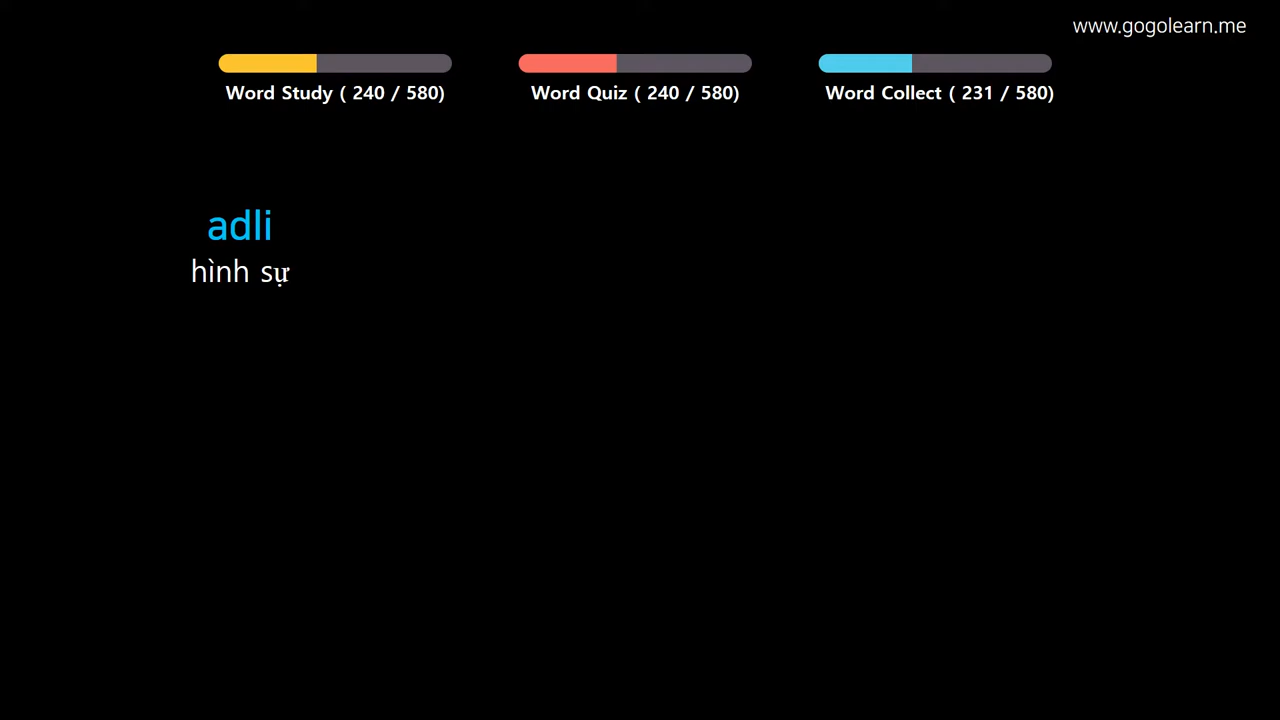 www.gogolearn.me
Word Study ( 240 / 580)
Word Quiz ( 240 / 580)
Word Collect ( 231 / 580)
adli
hình sự